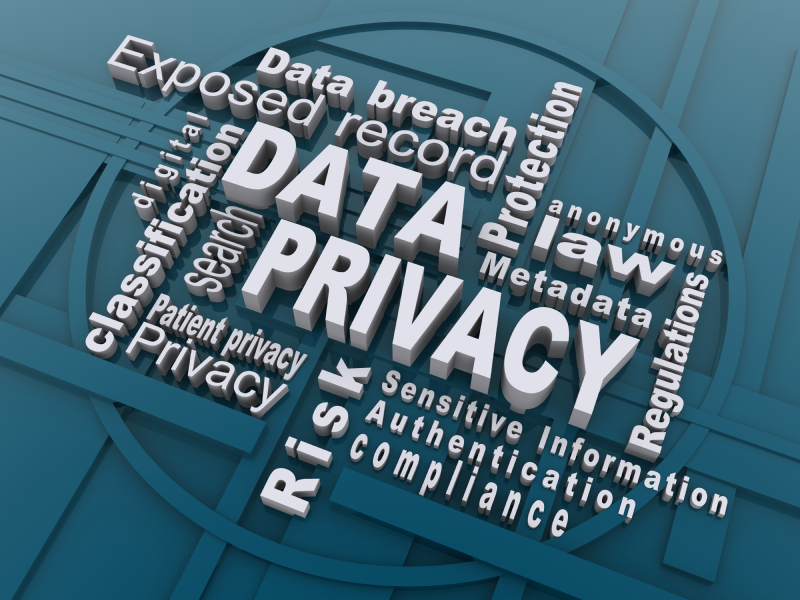 Data breach
Exposed record
DATA
PRIVACY
Protection
digital
classification
search
anonymous
law
Metadata
Regulations
Patient privacy
Privacy
Risk
Sensitive Information
Authentication
compliance